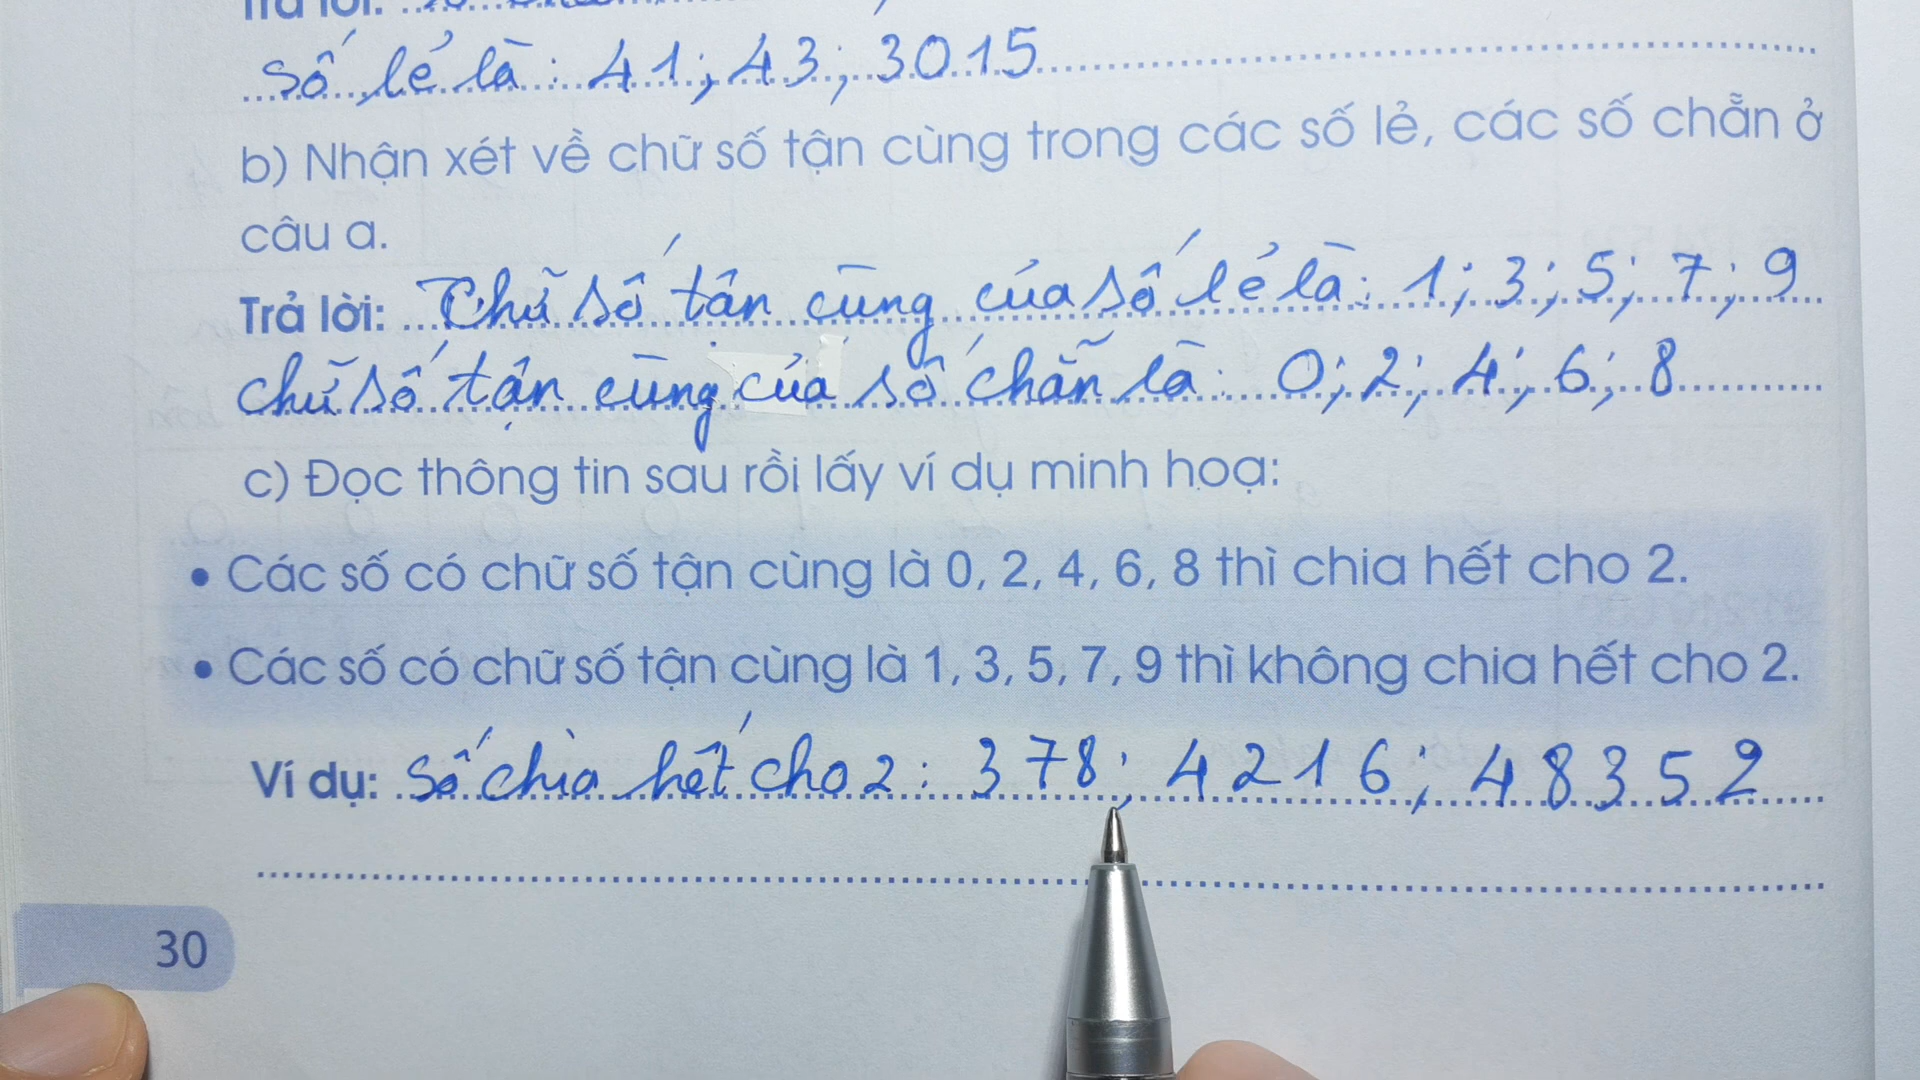 Trả lời:
Số lẻ là: 41; 43; 3015
b) Nhận xét về chữ số tận cùng trong các số lẻ, các số chẵn ở
câu a.
Trả lời: Chữ số tân cùng của số lẻ là: 1; 3; 5; 7; 9
chữ số tận cùng của số chẵn là: 0; 2; 4; 6; 8
c) Đọc thông tin sau rồi lấy ví dụ minh hoạ:
• Các số có chữ số tận cùng là 0, 2, 4, 6, 8 thì chia hết cho 2.
• Các số có chữ số tận cùng là 1, 3, 5, 7, 9 thì không chia hết cho 2.
Ví dụ: Số chia hết cho 2: 378; 4216; 48352
30